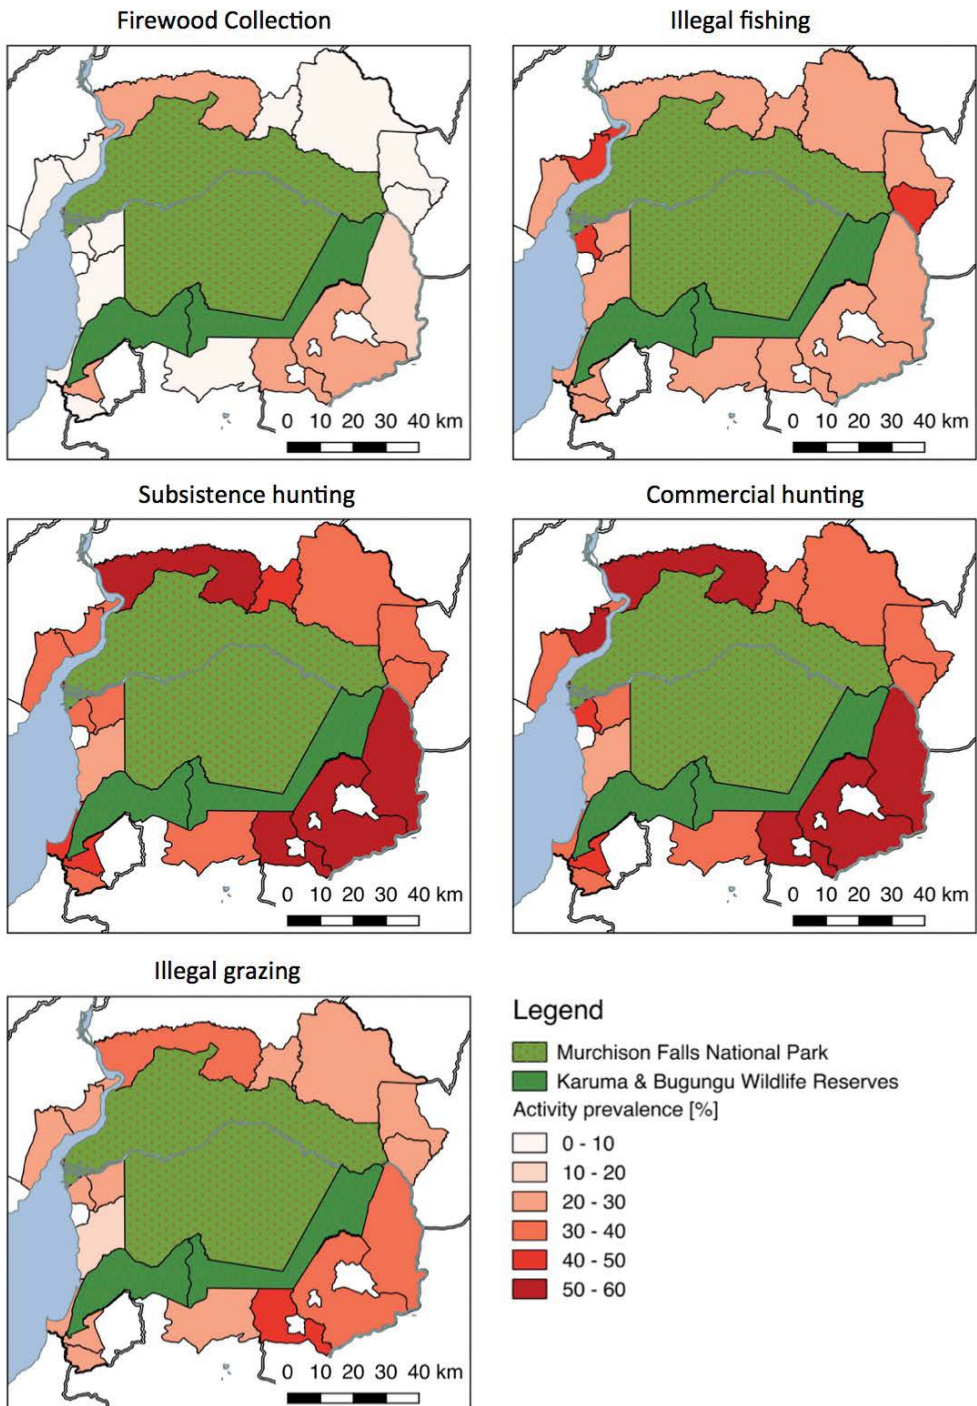 Firewood Collection
Illegal fishing
0 10 20 30 40 km
0 10 20 30 40 km
Subsistence hunting
Commercial hunting
0 10 20 30 40 km
0 10 20 30 40 km
Illegal grazing
0 10 20 30 40 km
Legend
Murchison Falls National Park
Karuma & Bugungu Wildlife Reserves
Activity prevalence [%]
0 - 10
10 - 20
20 - 30
30 - 40
40 - 50
50 - 60